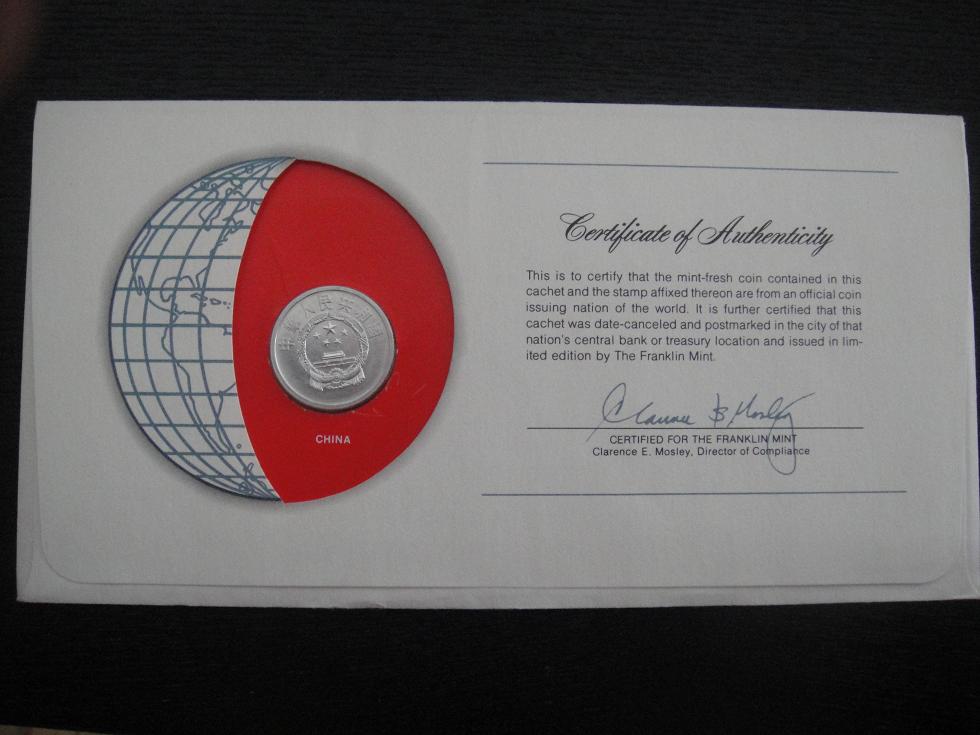 中华人民共和国
CHINA
Certificate of Authenticity
This is to certify that the mint-fresh coin contained in this
cachet and the stamp affixed thereon are from an official coin
issuing nation of the world. It is further certified that this
cachet was date-canceled and postmarked in the city of that
nation's central bank or treasury location and issued in lim-
ited edition by The Franklin Mint.
Clarence E. Mosley
CERTIFIED FOR THE FRANKLIN MINT
Clarence E. Mosley, Director of Compliance